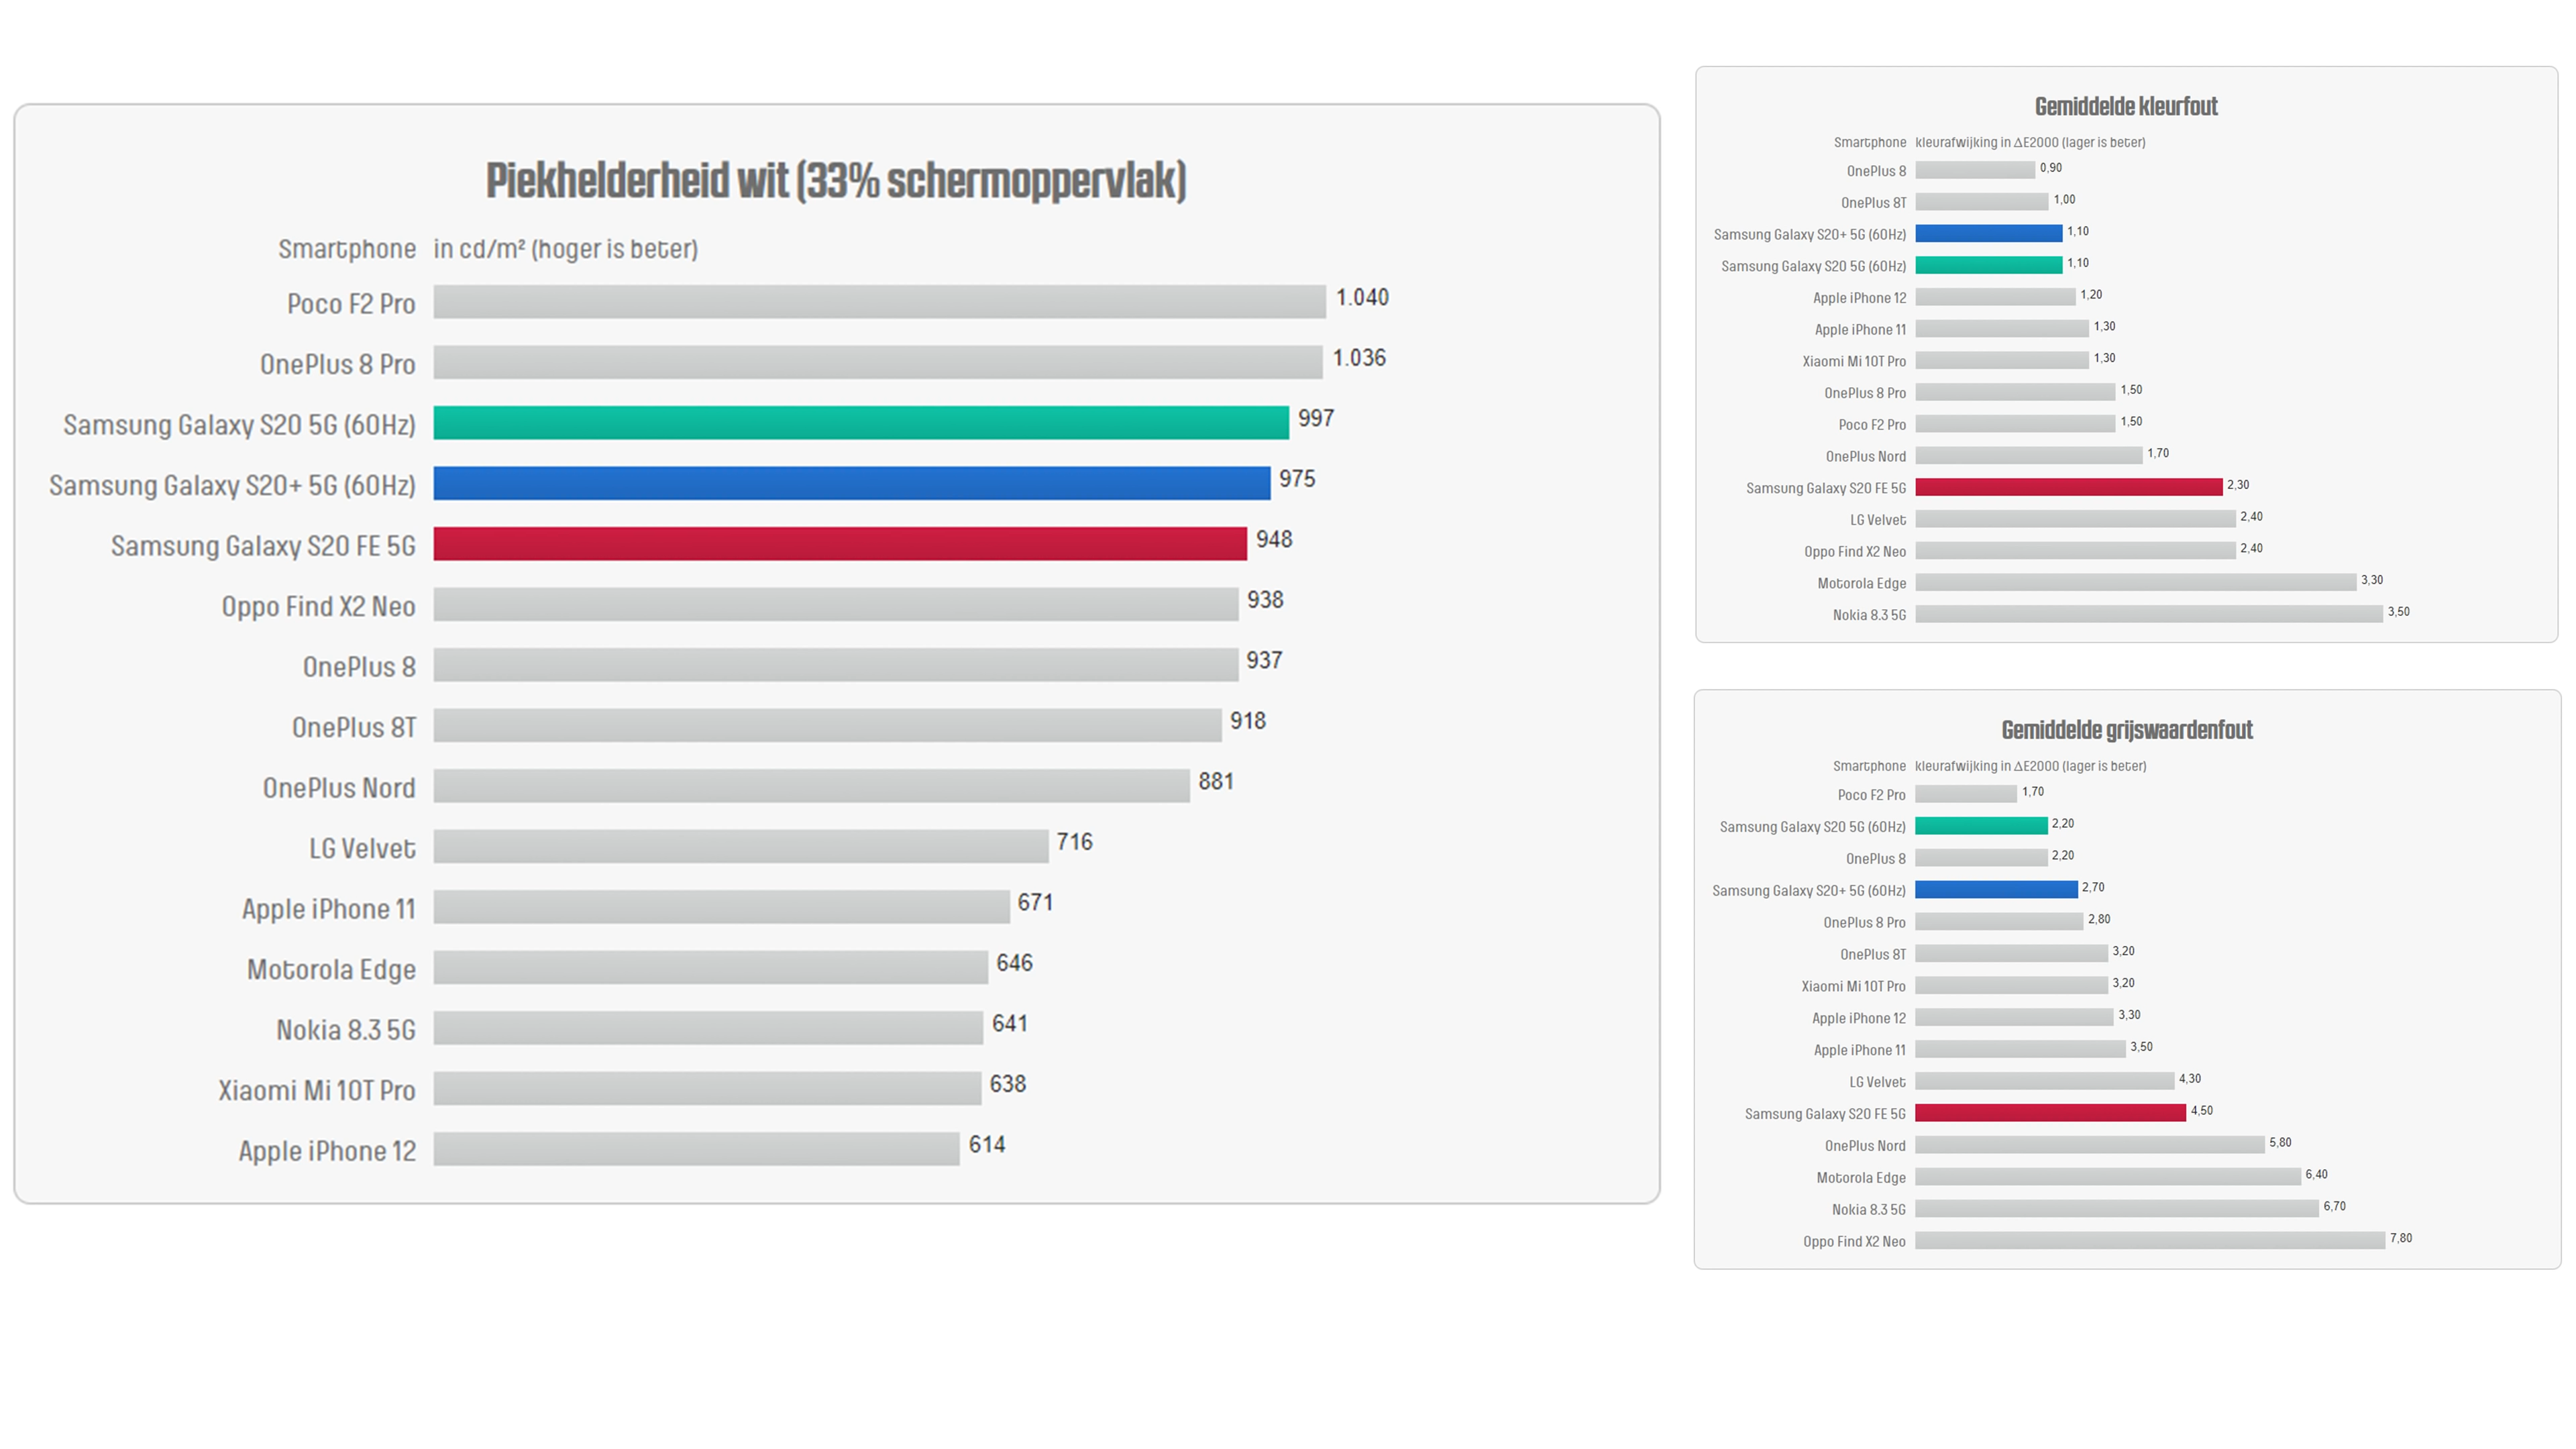 Piekhelderheid wit (33% schermoppervlak)
Smartphone in cd/m² (hoger is beter)
Poco F2 Pro 1.040
OnePlus 8 Pro 1.036
Samsung Galaxy S20 5G (60Hz) 997
Samsung Galaxy S20+ 5G (60Hz) 975
Samsung Galaxy S20 FE 5G 948
Oppo Find X2 Neo 938
OnePlus 8 937
OnePlus 8T 918
OnePlus Nord 881
LG Velvet 716
Apple iPhone 11 671
Motorola Edge 646
Nokia 8.3 5G 641
Xiaomi Mi 10T Pro 638
Apple iPhone 12 614
Gemiddelde kleurfout
Smartphone kleurafwijking in ΔE2000 (lager is beter)
OnePlus 8 0,90
OnePlus 8T 1,00
Samsung Galaxy S20+ 5G (60Hz) 1,10
Samsung Galaxy S20 5G (60Hz) 1,10
Apple iPhone 12 1,20
Apple iPhone 11 1,30
Xiaomi Mi 10T Pro 1,30
OnePlus 8 Pro 1,50
Poco F2 Pro 1,50
OnePlus Nord 1,70
Samsung Galaxy S20 FE 5G 2,30
LG Velvet 2,40
Oppo Find X2 Neo 2,40
Motorola Edge 3,30
Nokia 8.3 5G 3,50
Gemiddelde grijswaardenfout
Smartphone kleurafwijking in ΔE2000 (lager is beter)
Poco F2 Pro 1,70
Samsung Galaxy S20 5G (60Hz) 2,20
OnePlus 8 2,20
Samsung Galaxy S20+ 5G (60Hz) 2,70
OnePlus 8 Pro 2,80
OnePlus 8T 3,20
Xiaomi Mi 10T Pro 3,20
Apple iPhone 12 3,30
Apple iPhone 11 3,50
LG Velvet 4,30
Samsung Galaxy S20 FE 5G 4,50
OnePlus Nord 5,80
Motorola Edge 6,40
Nokia 8.3 5G 6,70
Oppo Find X2 Neo 7,80